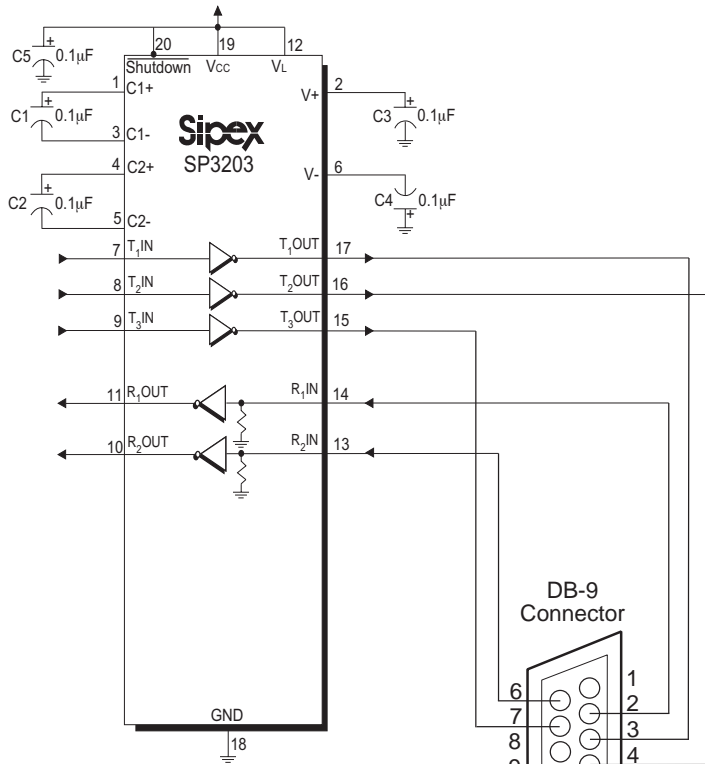 20 19 12
C5 + 0.1µF
Shutdown VCC VL
1 C1+ V+ 2
C1 + 0.1µF
C3 + 0.1µF
3 C1-
Sipex
SP3203
4 C2+ V- 6
C2 + 0.1µF
C4 + 0.1µF
5 C2-
7 T1IN T1OUT 17
8 T2IN T2OUT 16
9 T3IN T3OUT 15
11 R1OUT R1IN 14
10 R2OUT R2IN 13
DB-9
Connector
6 1
7 2
8 3
4
GND
18